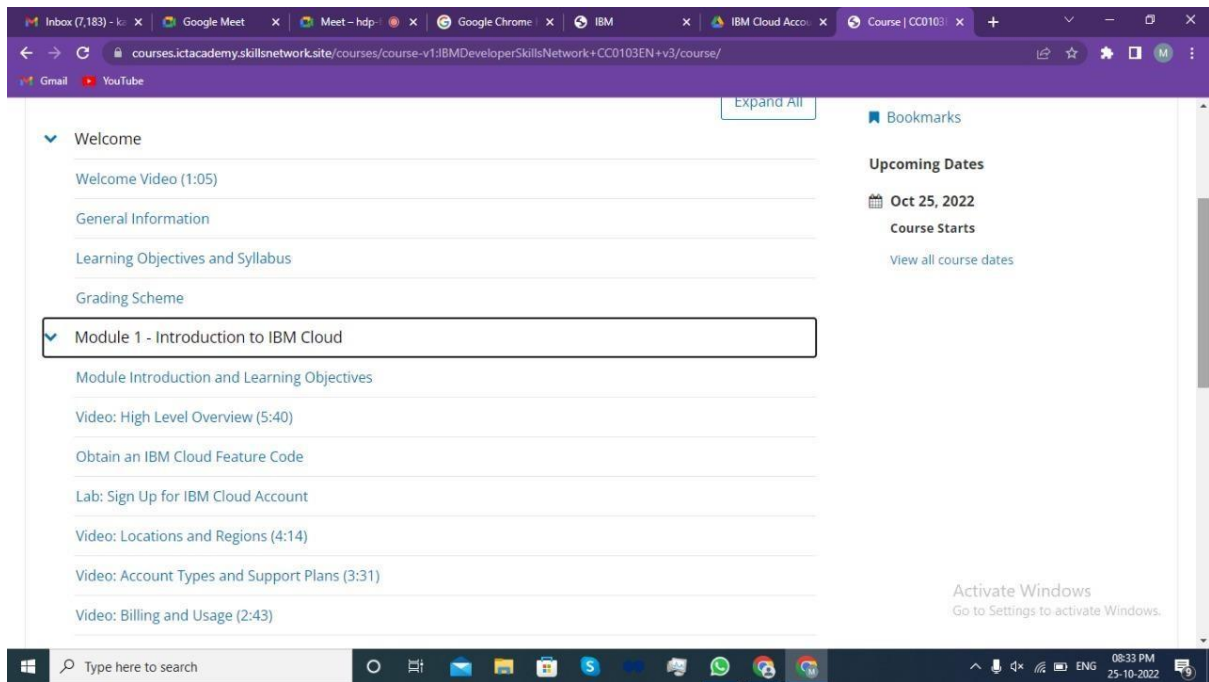 Inbox (7,183) - ka
Google Meet
Meet – hdp-
Google Chrome
IBM
IBM Cloud Accou
Course | CC0103
courses.ictacademy.skillsnetwork.site/courses/course-v1:IBMDeveloperSkillsNetwork+CC0103EN+v3/course/
M
Gmail
YouTube
Expand All
Welcome
Welcome Video (1:05)
General Information
Learning Objectives and Syllabus
Grading Scheme
Module 1 - Introduction to IBM Cloud
Module Introduction and Learning Objectives
Video: High Level Overview (5:40)
Obtain an IBM Cloud Feature Code
Lab: Sign Up for IBM Cloud Account
Video: Locations and Regions (4:14)
Video: Account Types and Support Plans (3:31)
Video: Billing and Usage (2:43)
Bookmarks
Upcoming Dates
Oct 25, 2022
Course Starts
View all course dates
Activate Windows
Go to Settings to activate Windows.
Type here to search
ENG
08:33 PM
25-10-2022